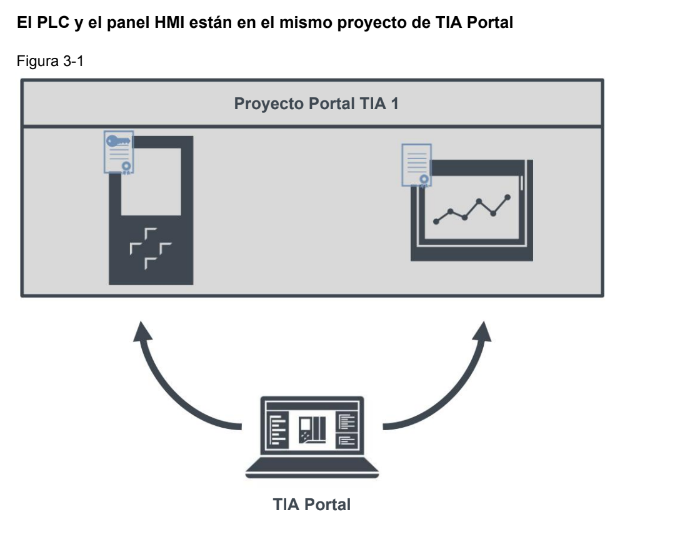 El PLC y el panel HMI están en el mismo proyecto de TIA Portal
Figura 3-1
Proyecto Portal TIA 1
TIA Portal